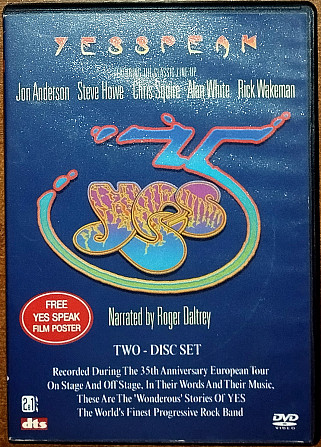 YESSPEAK
FEATURING THE CLASSIC LINE-UP
Jon Anderson Steve Howe Chris Squire Alan White Rick Wakeman
35
YES
FREE
YES SPEAK
FILM POSTER
Narrated by Roger Daltrey
TWO - DISC SET
Recorded During The 35th Anniversary European Tour
On Stage And Off Stage, In Their Words And Their Music,
These Are The 'Wonderous' Stories Of YES
The World's Finest Progressive Rock Band
dts
DVD
VIDEO